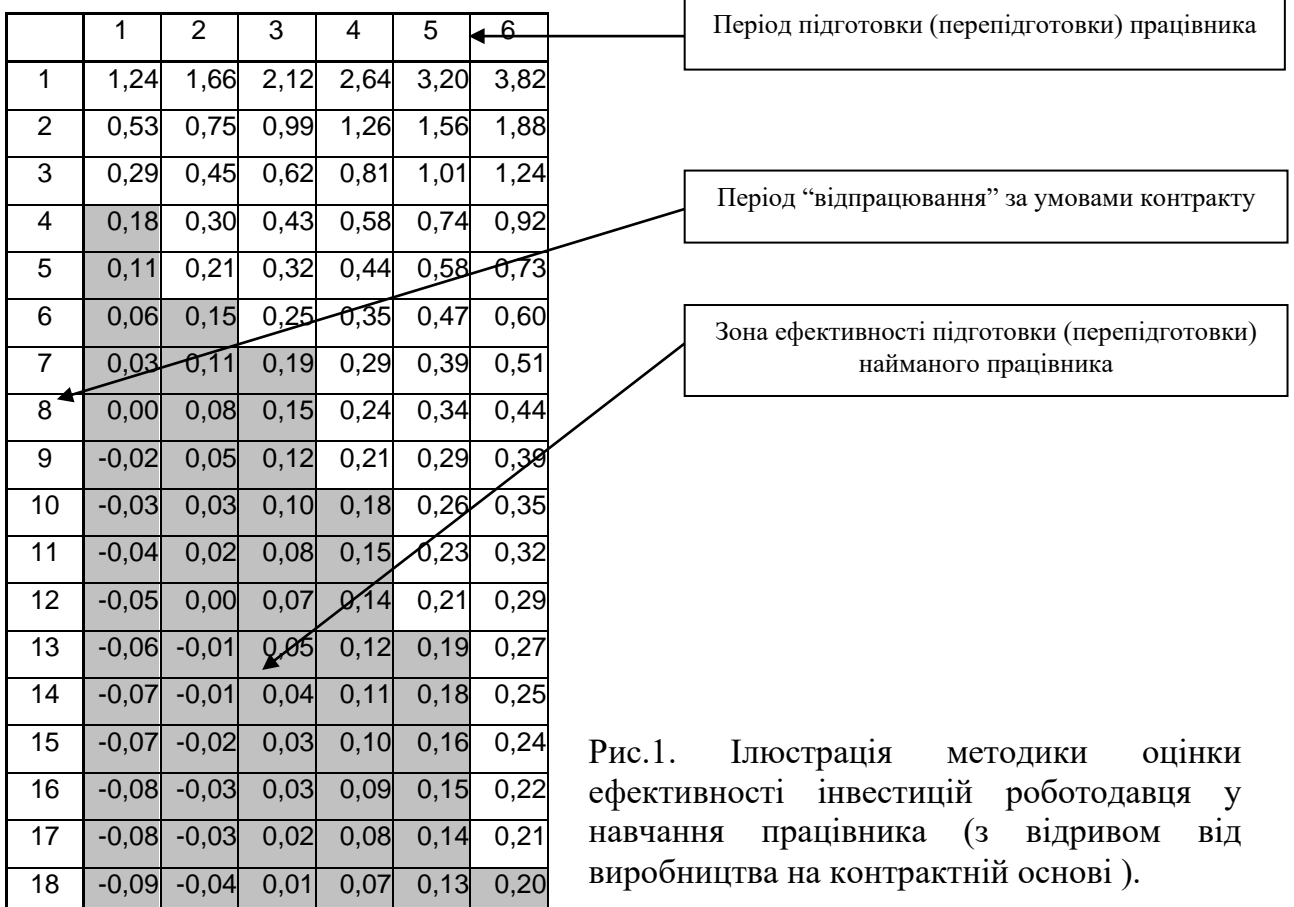 1 2 3 4 5 6
Період підготовки (перепідготовки) працівника
1 1,24 1,66 2,12 2,64 3,20 3,82
2 0,53 0,75 0,99 1,26 1,56 1,88
3 0,29 0,45 0,62 0,81 1,01 1,24
Період “відпрацювання” за умовами контракту
4 0,18 0,30 0,43 0,58 0,74 0,92
5 0,11 0,21 0,32 0,44 0,58 0,73
6 0,06 0,15 0,25 0,35 0,47 0,60
Зона ефективності підготовки (перепідготовки)
найманого працівника
7 0,03 0,11 0,19 0,29 0,39 0,51
8 0,00 0,08 0,15 0,24 0,34 0,44
9 -0,02 0,05 0,12 0,21 0,29 0,39
10 -0,03 0,03 0,10 0,18 0,26 0,35
11 -0,04 0,02 0,08 0,15 0,23 0,32
12 -0,05 0,00 0,07 0,14 0,21 0,29
13 -0,06 -0,01 0,05 0,12 0,19 0,27
14 -0,07 -0,01 0,04 0,11 0,18 0,25
15 -0,07 -0,02 0,03 0,10 0,16 0,24
16 -0,08 -0,03 0,03 0,09 0,15 0,22
17 -0,08 -0,03 0,02 0,08 0,14 0,21
18 -0,09 -0,04 0,01 0,07 0,13 0,20
Рис.1. Ілюстрація методики оцінки
ефективності інвестицій роботодавця у
навчання працівника (з відривом від
виробництва на контрактній основі ).